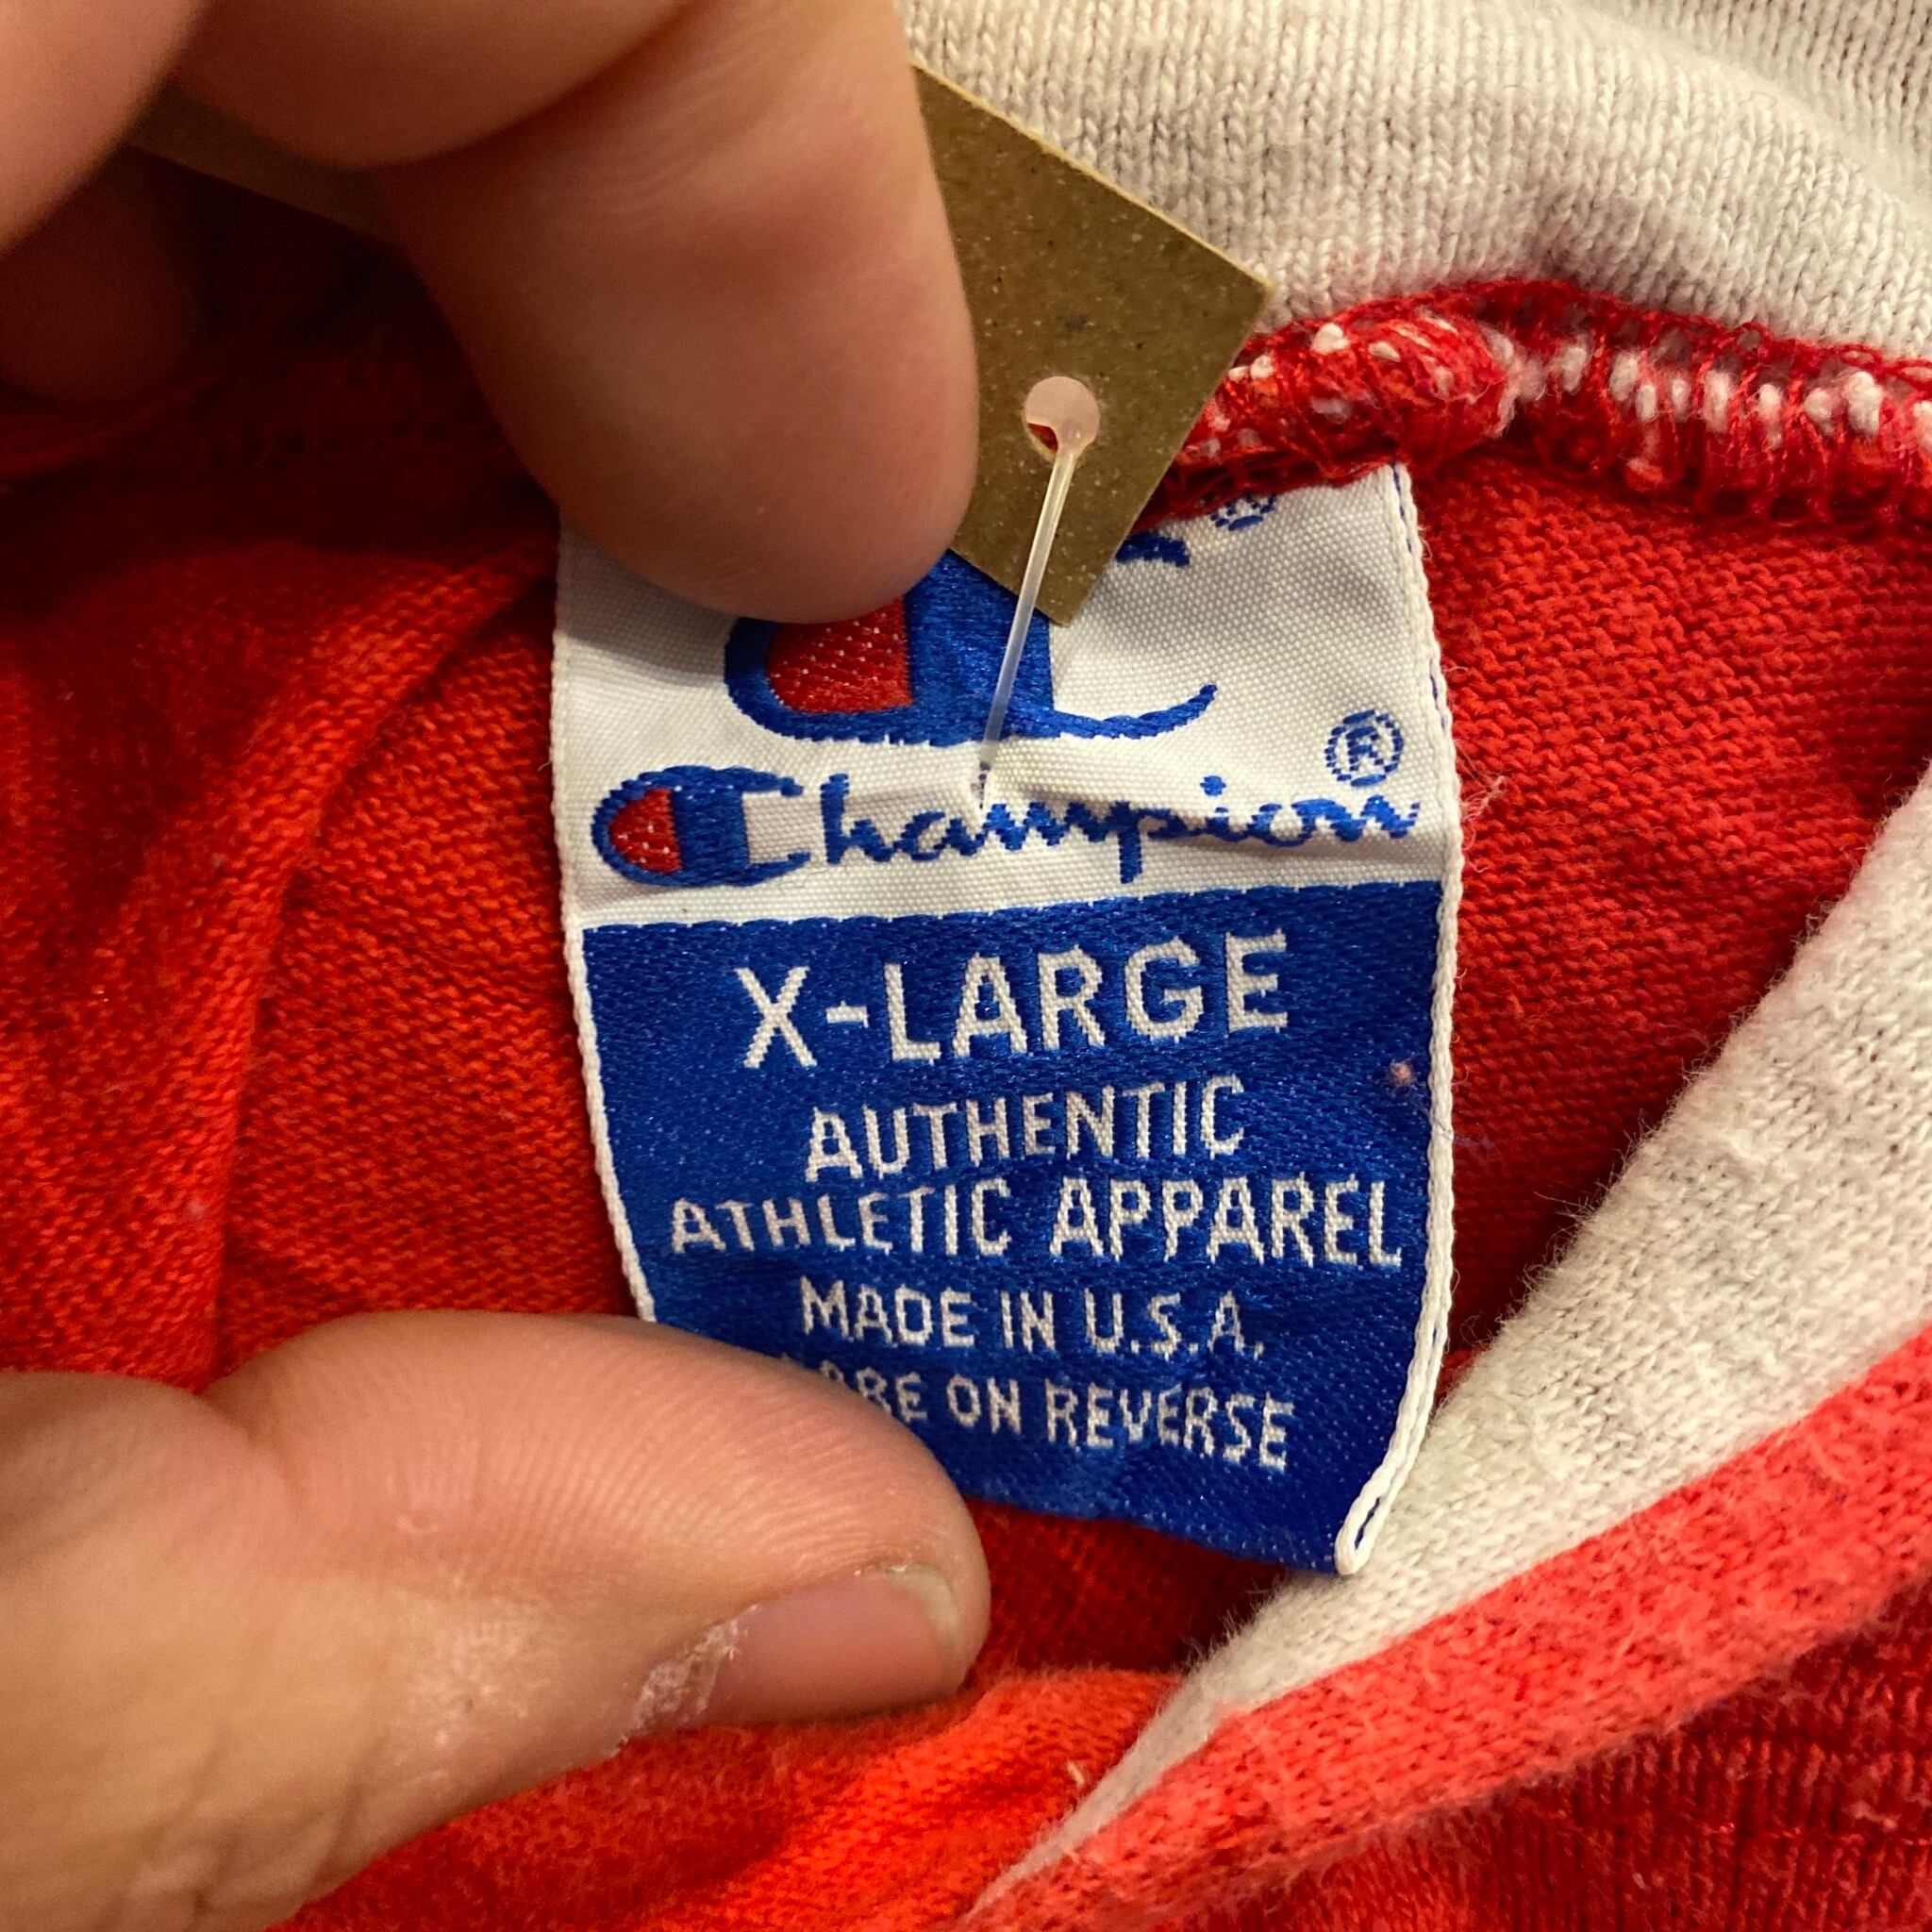 ®
Champion®
X-LARGE
AUTHENTIC
ATHLETIC APPAREL
MADE IN U.S.A.
ON REVERSE